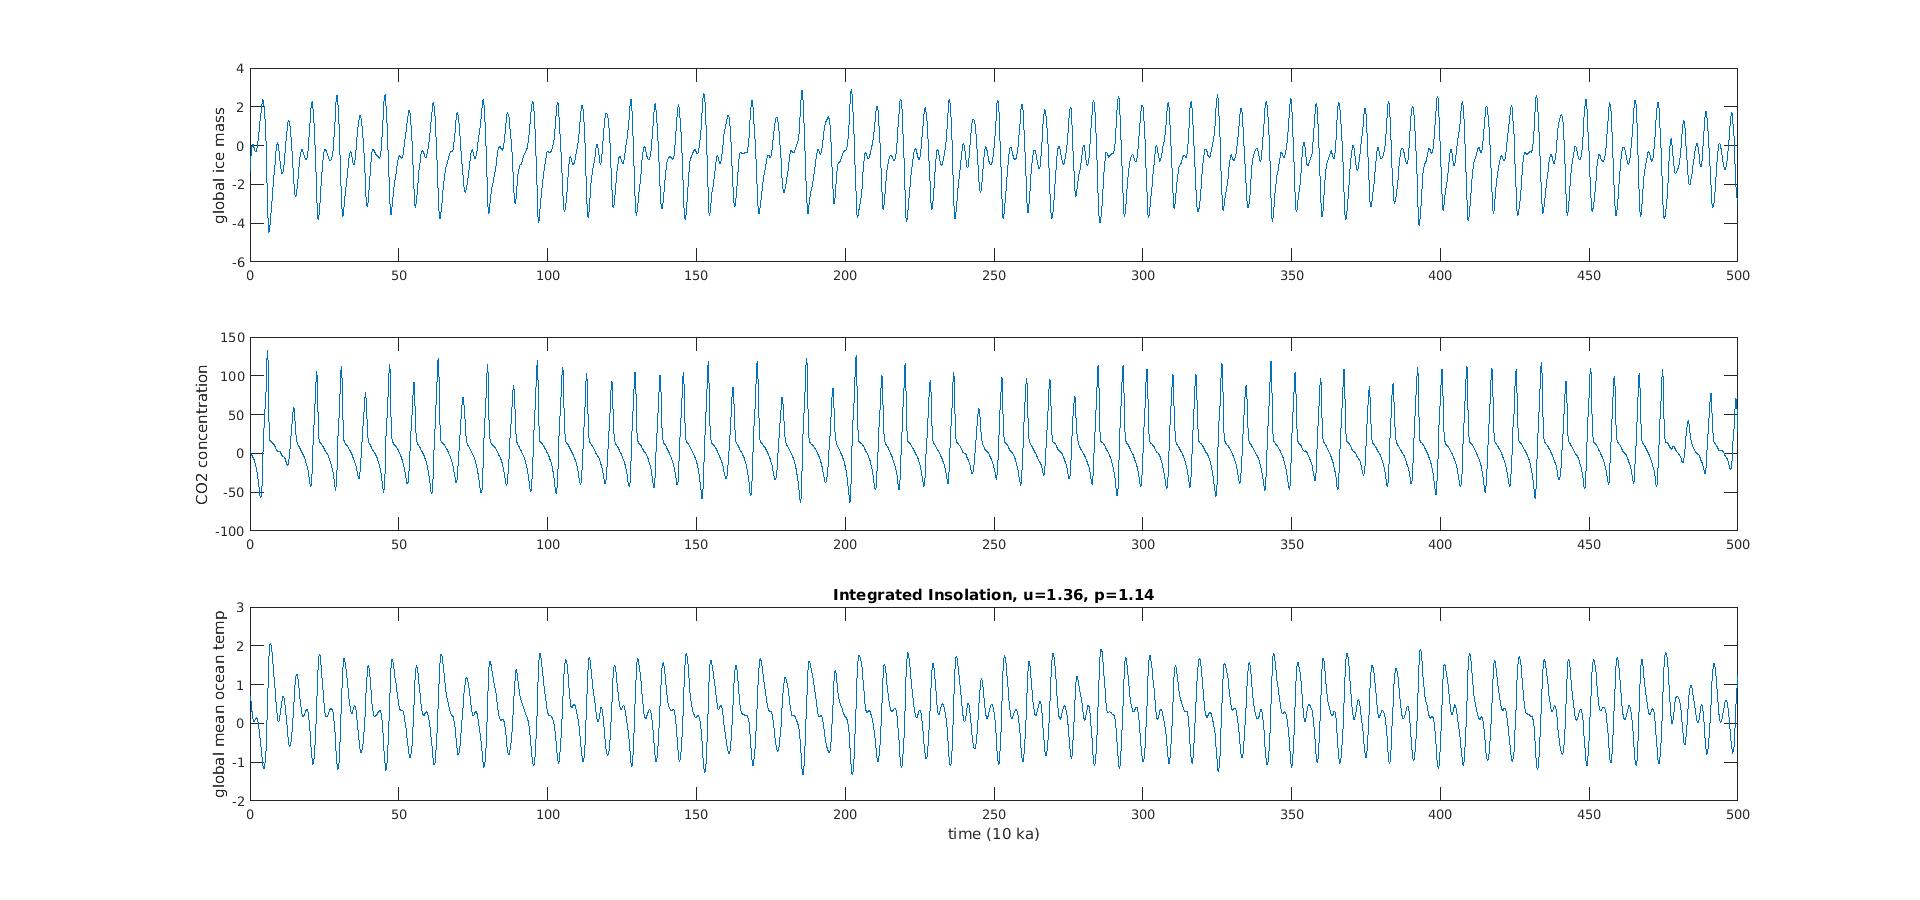 global ice mass
4
2
0
-2
-4
-6
0 50 100 150 200 250 300 350 400 450 500
CO2 concentration
150
100
50
0
-50
-100
0 50 100 150 200 250 300 350 400 450 500
Integrated Insolation, u=1.36, p=1.14
global mean ocean temp
3
2
1
0
-1
-2
0 50 100 150 200 250 300 350 400 450 500
time (10 ka)